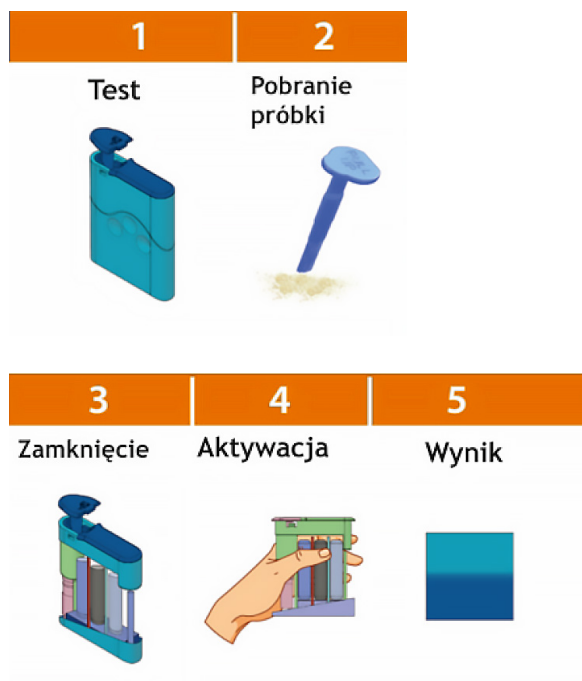 1
2
Test
Pobranie
próbki
3
4
5
Zamknięcie
Aktywacja
Wynik